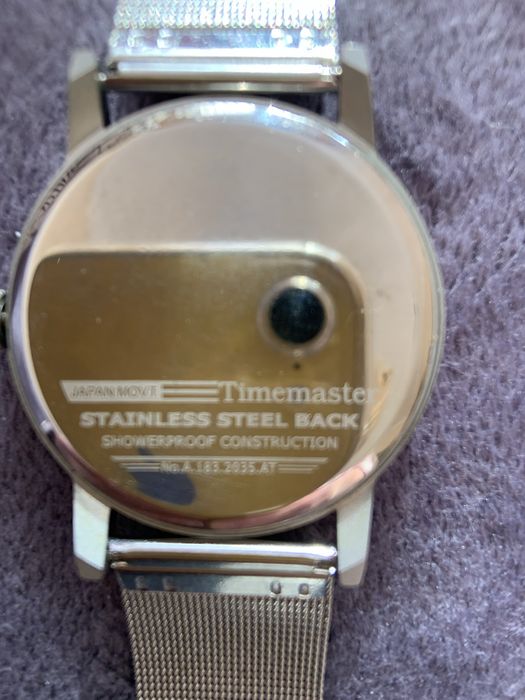 JAPAN MOVT Timemaster
STAINLESS STEEL BACK
SHOWERPROOF CONSTRUCTION
No.A.183.2035.AT